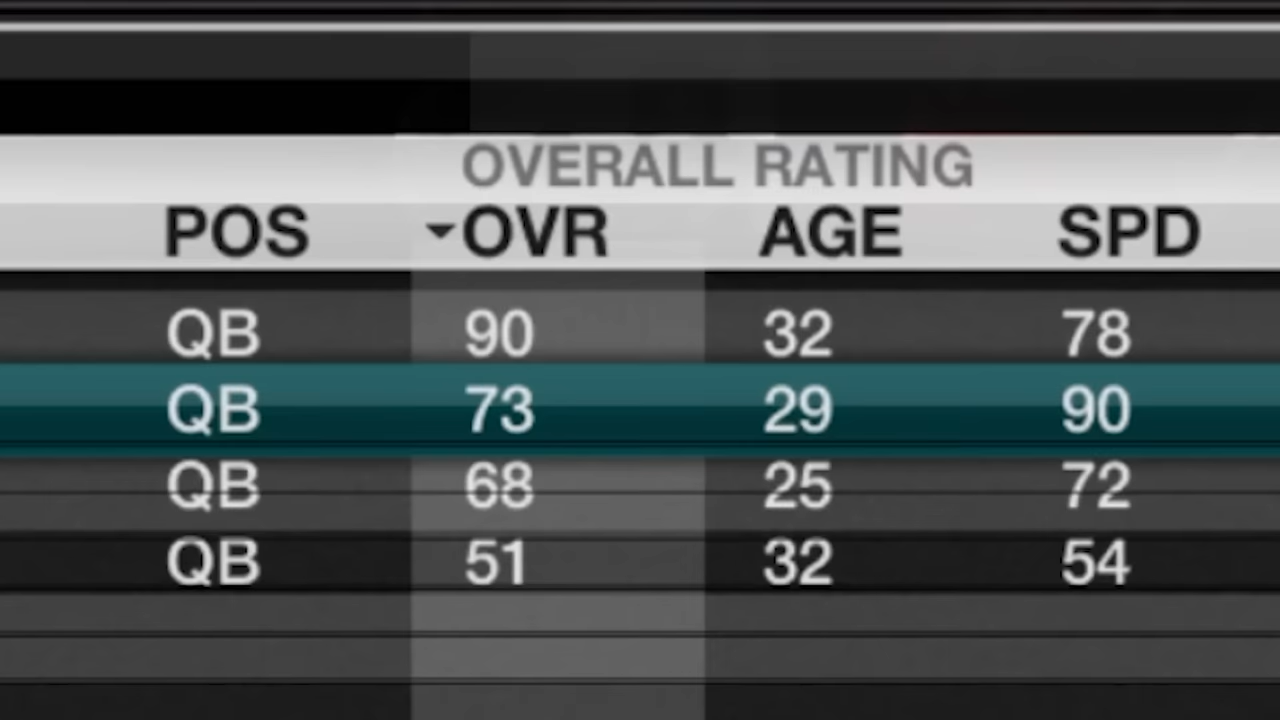 OVERALL RATING
POS OVR AGE SPD
QB 90 32 78
QB 73 29 90
QB 68 25 72
QB 51 32 54